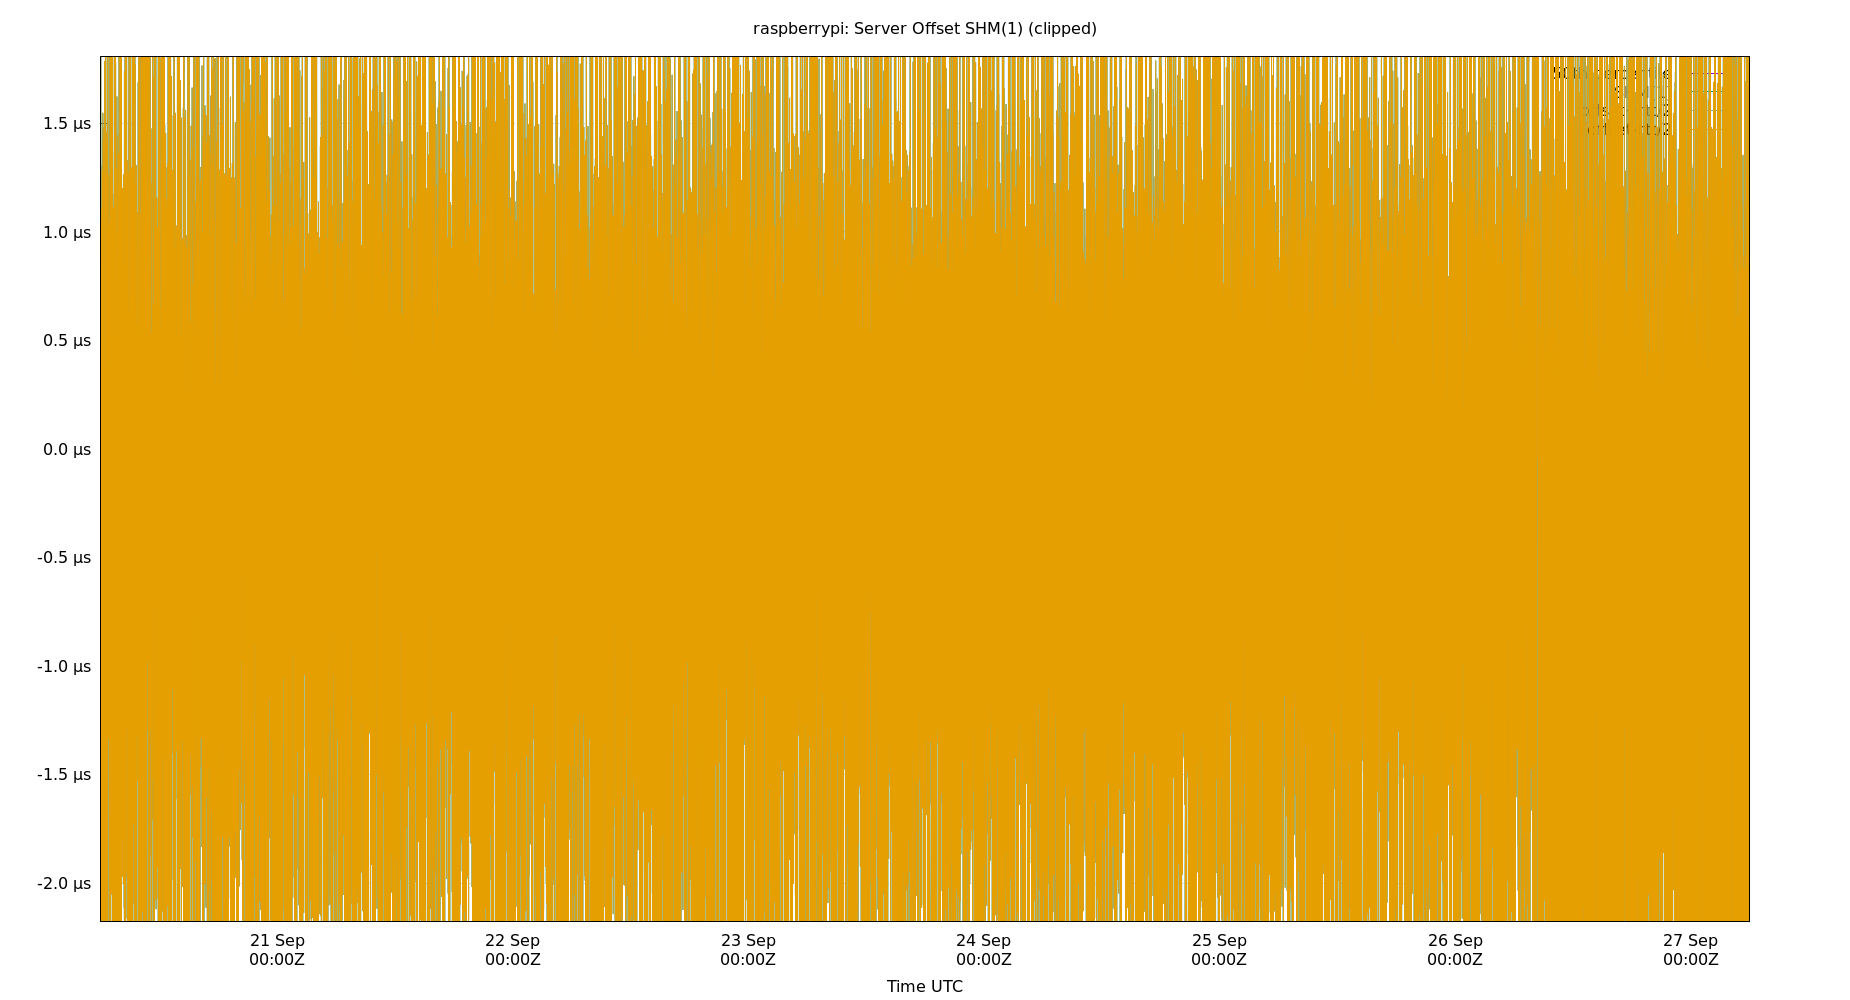 raspberrypi: Server Offset SHM(1) (clipped)
1.5 µs
1.0 µs
0.5 µs
0.0 µs
-0.5 µs
-1.0 µs
-1.5 µs
-2.0 µs
21 Sep 22 Sep 23 Sep 24 Sep 25 Sep 26 Sep 27 Sep
00:00Z 00:00Z 00:00Z 00:00Z 00:00Z 00:00Z 00:00Z
Time UTC